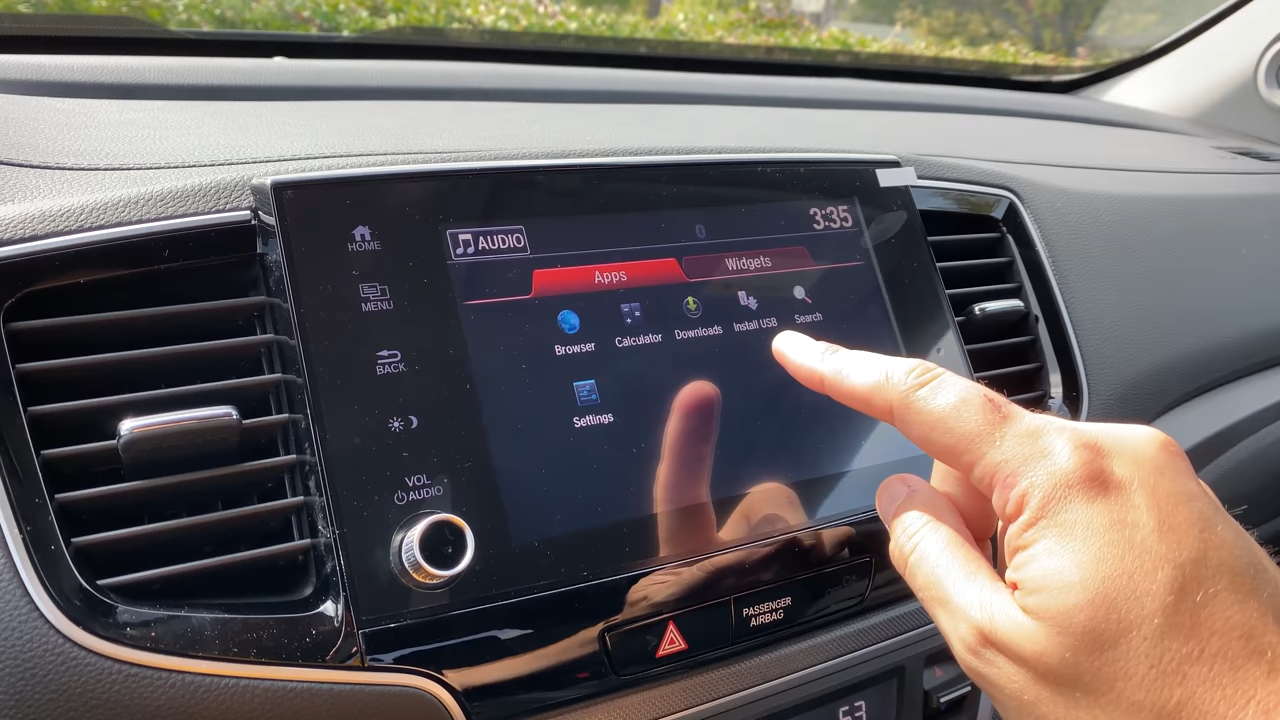 HOME
MENU
BACK
VOL
AUDIO
AUDIO
3:35
Apps
Widgets
Browser
Calculator
Downloads
Install USB
Search
Settings
PASSENGER
AIRBAG
63